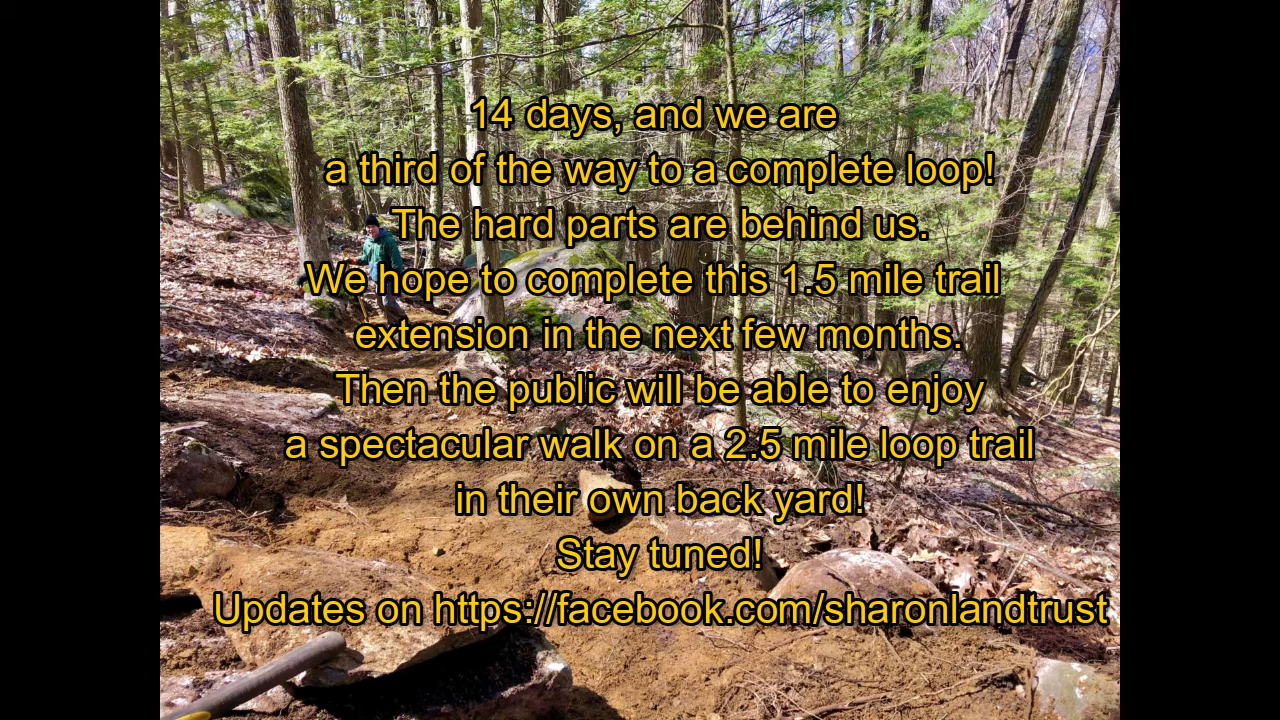 14 days, and we are
a third of the way to a complete loop!
The hard parts are behind us.
We hope to complete this 1.5 mile trail
extension in the next few months.
Then the public will be able to enjoy
a spectacular walk on a 2.5 mile loop trail
in their own back yard!
Stay tuned!
Updates on https://facebook.com/sharonlandtrust